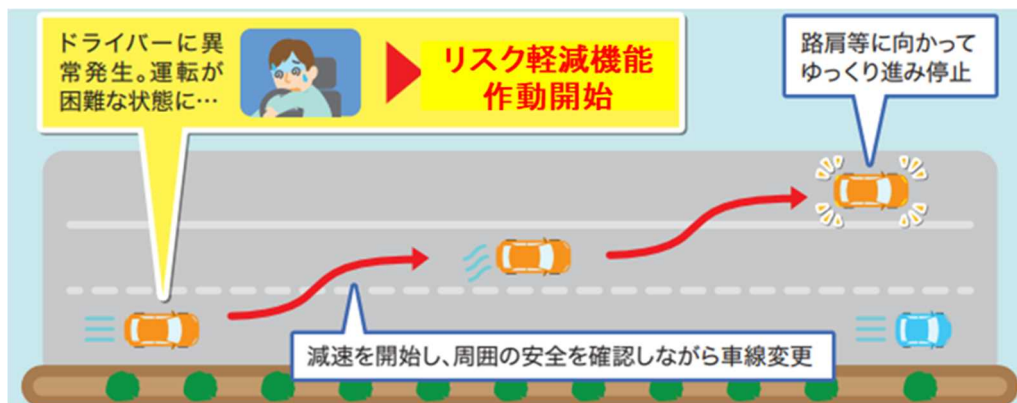 ドライバーに異
常発生。運転が
困難な状態に…
リスク軽減機能
作動開始
路肩等に向かって
ゆっくり進み停止
減速を開始し、周囲の安全を確認しながら車線変更